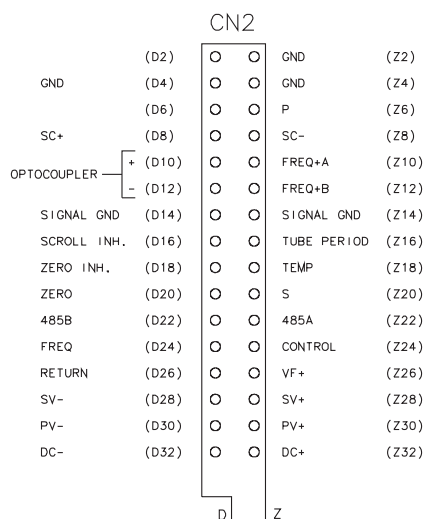 CN2
(D2) GND (Z2)
GND (D4) GND (Z4)
(D6) P (Z6)
SC+ (D8) SC- (Z8)
+ (D10) FREQ+A (Z10)
OPTOCOUPLER
- (D12) FREQ+B (Z12)
SIGNAL GND (D14) SIGNAL GND (Z14)
SCROLL INH. (D16) TUBE PERIOD (Z16)
ZERO INH. (D18) TEMP (Z18)
ZERO (D20) S (Z20)
485B (D22) 485A (Z22)
FREQ (D24) CONTROL (Z24)
RETURN (D26) VF+ (Z26)
SV- (D28) SV+ (Z28)
PV- (D30) PV+ (Z30)
DC- (D32) DC+ (Z32)
D Z